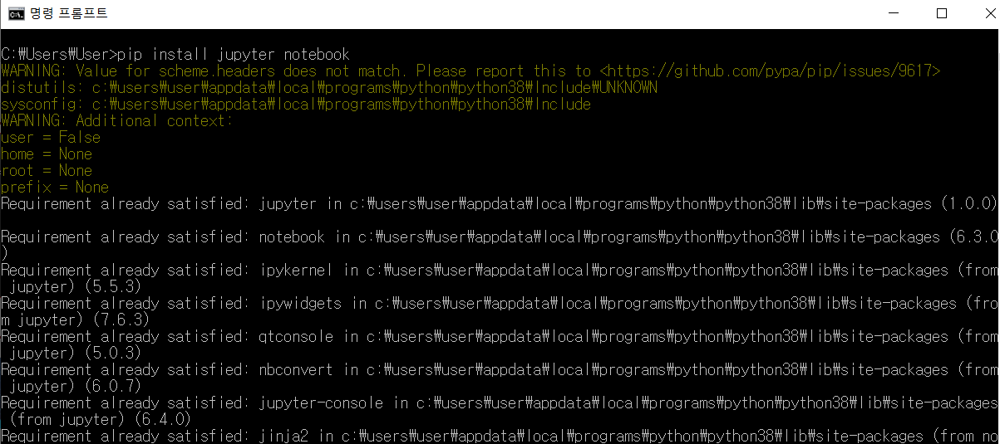 명령 프롬프트
C:₩Users₩User>pip install jupyter notebook
WARNING: Value for scheme.headers does not match. Please report this to <https://github.com/pypa/pip/issues/9617>
distutils: c:₩users₩user₩appdata₩local₩programs₩python₩python38₩Include₩UNKNOWN
sysconfig: c:₩users₩user₩appdata₩local₩programs₩python₩python38₩Include
WARNING: Additional context:
user = False
home = None
root = None
prefix = None
Requirement already satisfied: jupyter in c:₩users₩user₩appdata₩local₩programs₩python₩python38₩lib₩site-packages (1.0.0)
Requirement already satisfied: notebook in c:₩users₩user₩appdata₩local₩programs₩python₩python38₩lib₩site-packages (6.3.0
)
Requirement already satisfied: ipykernel in c:₩users₩user₩appdata₩local₩programs₩python₩python38₩lib₩site-packages (from
jupyter) (5.5.3)
Requirement already satisfied: ipywidgets in c:₩users₩user₩appdata₩local₩programs₩python₩python38₩lib₩site-packages (fro
m jupyter) (7.6.3)
Requirement already satisfied: qtconsole in c:₩users₩user₩appdata₩local₩programs₩python₩python38₩lib₩site-packages (from
jupyter) (5.0.3)
Requirement already satisfied: nbconvert in c:₩users₩user₩appdata₩local₩programs₩python₩python38₩lib₩site-packages (from
jupyter) (6.0.7)
Requirement already satisfied: jupyter-console in c:₩users₩user₩appdata₩local₩programs₩python₩python38₩lib₩site-packages
(from jupyter) (6.4.0)
Requirement already satisfied: jinja2 in c:₩users₩user₩appdata₩local₩programs₩python₩python38₩lib₩site-packages (from no